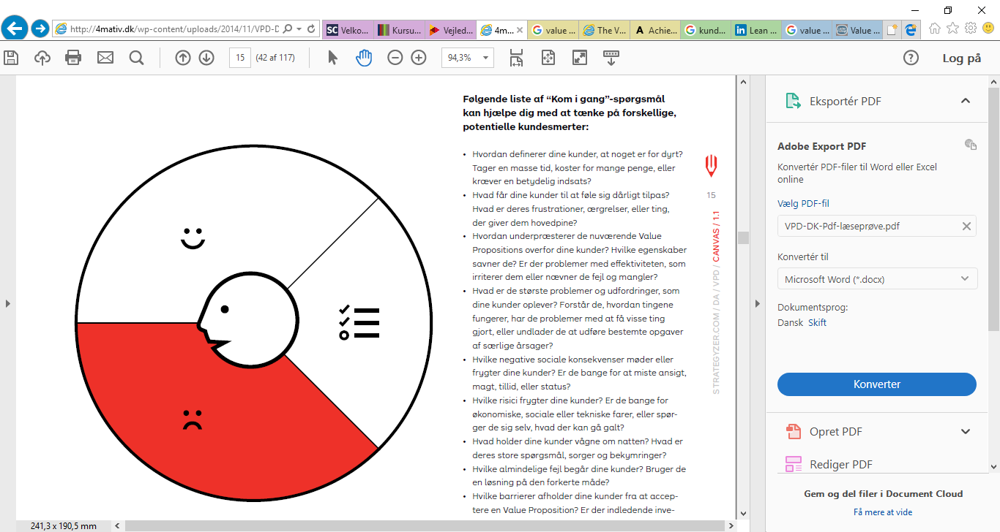 http://4mativ.dk/wp-content/uploads/2014/11/VPD-D
SC Velko...
Kursu...
Vejled...
4m...
value ...
The V...
A Achie...
kund...
in Lean ...
value ...
Value ...
15
(42 af 117)
94,3%
Log på
Følgende liste af “Kom i gang”-spørgsmål
kan hjælpe dig med at tænke på forskellige,
potentielle kundesmerter:
• Hvordan definerer dine kunder, at noget er for dyrt?
Tager en masse tid, koster for mange penge, eller
kræver en betydelig indsats?
• Hvad får dine kunder til at føle sig dårligt tilpas?
Hvad er deres frustrationer, ærgrelser, eller ting,
der giver dem hovedpine?
• Hvordan underpræsterer de nuværende Value
Propositions overfor dine kunder? Hvilke egenskaber
savner de? Er der problemer med effektiviteten, som
irriterer dem eller nævner de fejl og mangler?
• Hvad er de største problemer og udfordringer, som
dine kunder oplever? Forstår de, hvordan tingene
fungerer, har de problemer med at få visse ting
gjort, eller undlader de at udføre bestemte opgaver
af særlige årsager?
• Hvilke negative sociale konsekvenser møder eller
frygter dine kunder? Er de bange for at miste ansigt,
magt, tillid, eller status?
• Hvilke risici frygter dine kunder? Er de bange for
økonomiske, sociale eller tekniske farer, eller spør-
ger de sig selv, hvad der kan gå galt?
• Hvad holder dine kunder vågne om natten? Hvad er
deres store spørgsmål, sorger og bekymringer?
• Hvilke almindelige fejl begår dine kunder? Bruger de
en løsning på den forkerte måde?
• Hvilke barrierer afholder dine kunder fra at accep-
tere en Value Proposition? Er der indledende inve-
15
STRATEGYZER.COM / DA / VPD / CANVAS / 1.1
241,3 x 190,5 mm
Eksportér PDF
Adobe Export PDF
Konvertér PDF-filer til Word eller Excel
online
Vælg PDF-fil
VPD-DK-Pdf-læseprøve.pdf
Konvertér til
Microsoft Word (*.docx)
Dokumentsprog:
Dansk Skift
Konverter
Opret PDF
Rediger PDF
Gem og del filer i Document Cloud
Få mere at vide